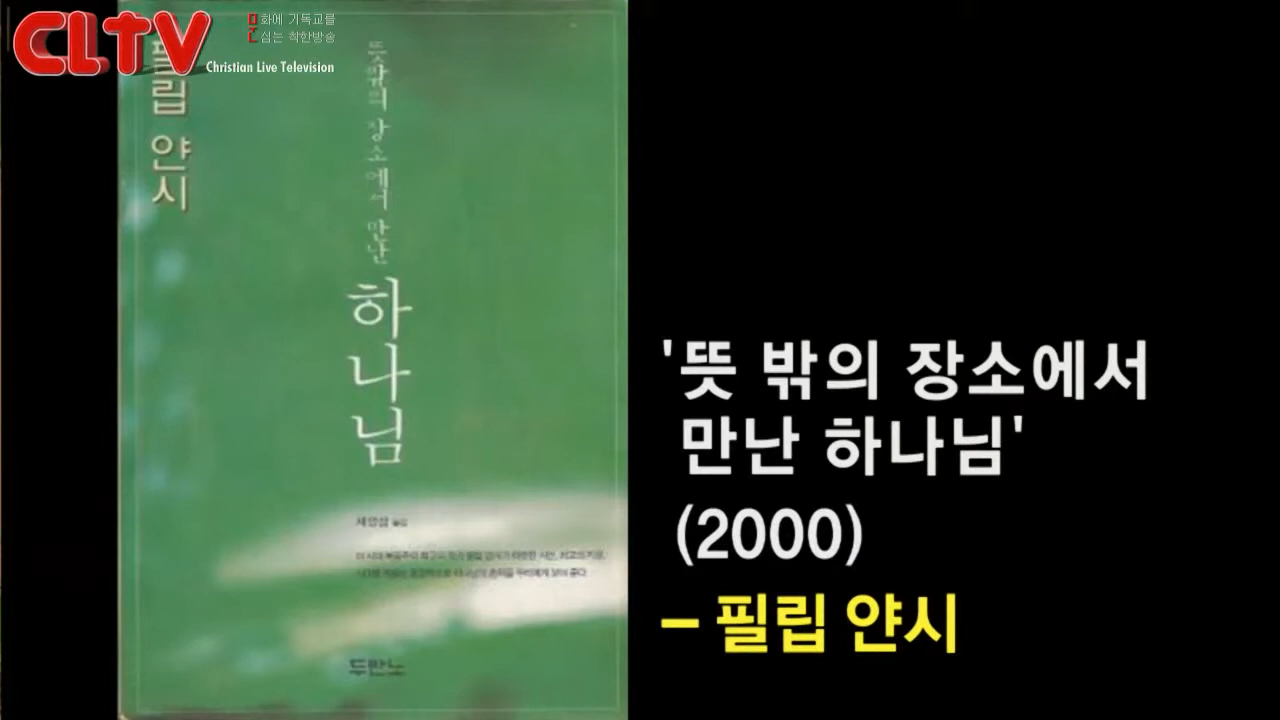 CLTV
문화에 기독교를
심는 착한방송
Christian Live Television
필립 얀시
뜻밖의 장소에서 만난
하나님
두란노
'뜻 밖의 장소에서
만난 하나님'
(2000)
– 필립 얀시